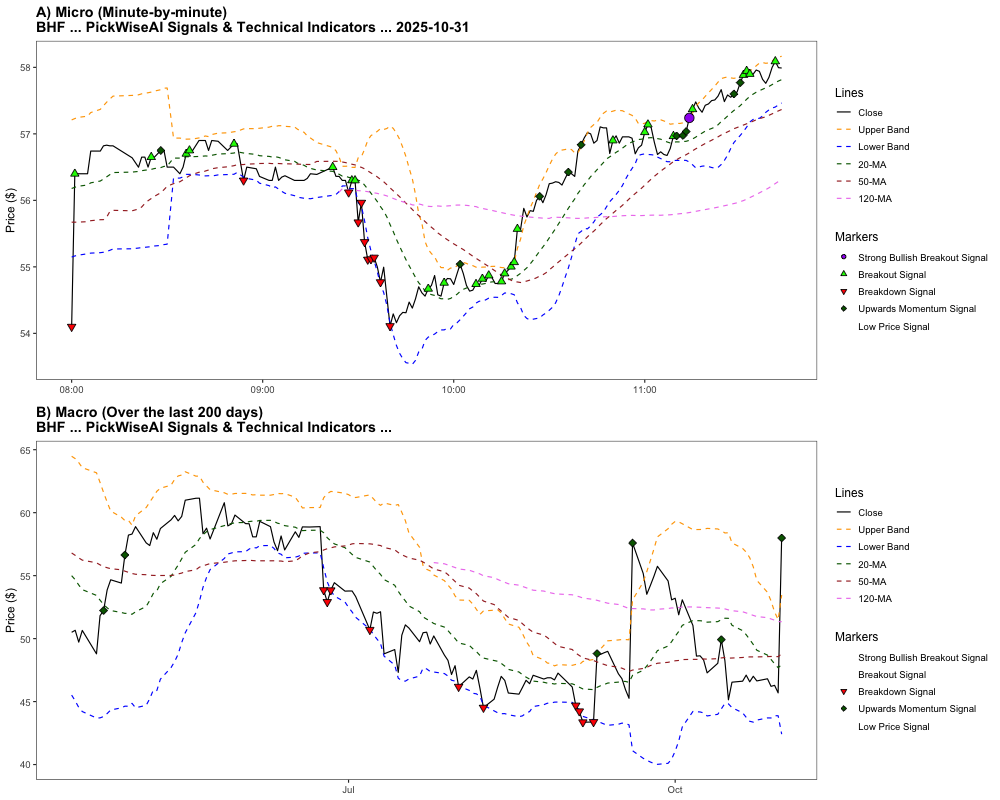 A) Micro (Minute-by-minute)
BHF ... PickWiseAI Signals & Technical Indicators ... 2025-10-31
Price ($)
58
57
56
55
54
08:00
09:00
10:00
11:00
Lines
Close
Upper Band
Lower Band
20-MA
50-MA
120-MA
Markers
Strong Bullish Breakout Signal
Breakout Signal
Breakdown Signal
Upwards Momentum Signal
Low Price Signal
B) Macro (Over the last 200 days)
BHF ... PickWiseAI Signals & Technical Indicators ...
Price ($)
65
60
55
50
45
40
Jul
Oct
Lines
Close
Upper Band
Lower Band
20-MA
50-MA
120-MA
Markers
Strong Bullish Breakout Signal
Breakout Signal
Breakdown Signal
Upwards Momentum Signal
Low Price Signal